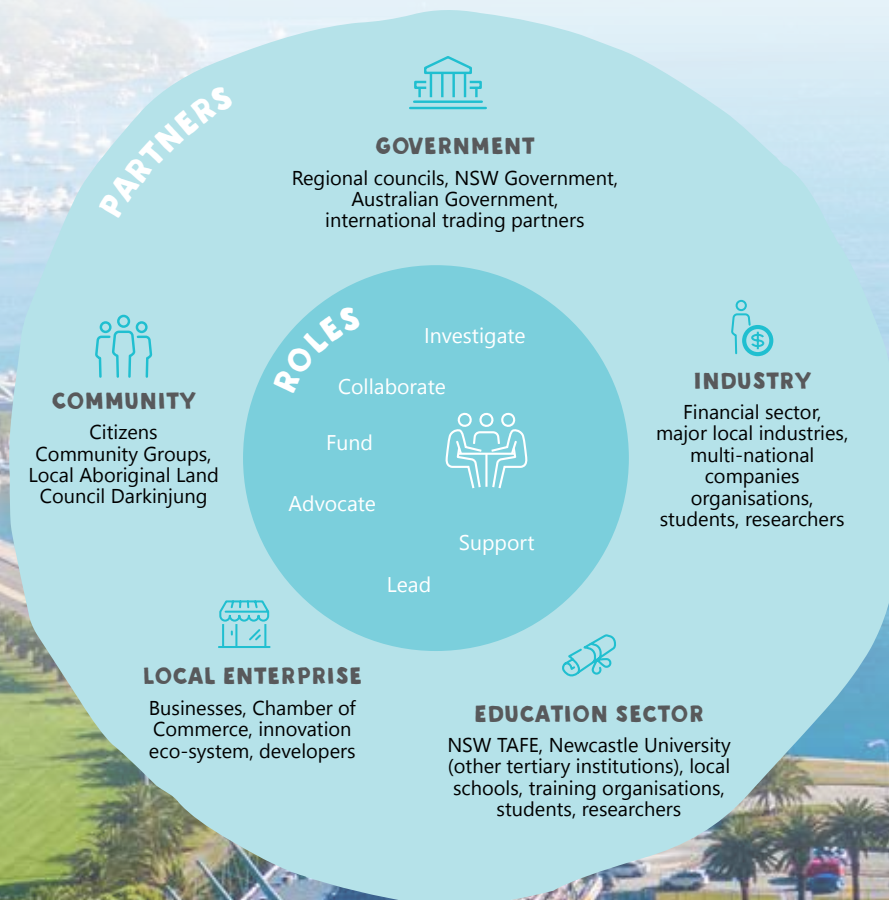 PARTNERS
GOVERNMENT
Regional councils, NSW Government,
Australian Government,
international trading partners
ROLES
Investigate
Collaborate
Fund
Advocate
Support
Lead
COMMUNITY
Citizens
Community Groups,
Local Aboriginal Land
Council Darkinjung
INDUSTRY
$
Financial sector,
major local industries,
multi-national
companies
organisations,
students, researchers
LOCAL ENTERPRISE
Businesses, Chamber of
Commerce, innovation
eco-system, developers
EDUCATION SECTOR
NSW TAFE, Newcastle University
(other tertiary institutions), local
schools, training organisations,
students, researchers